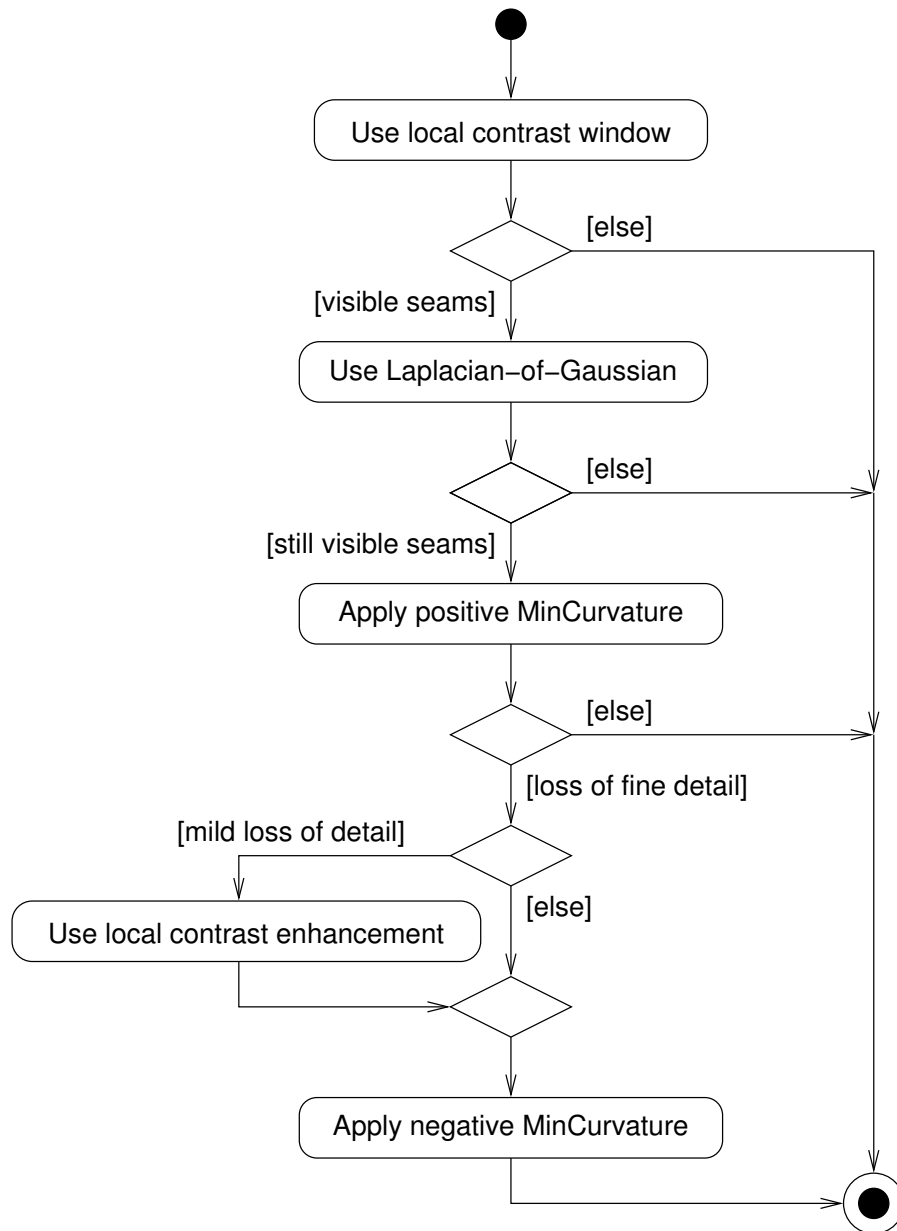 Use local contrast window
[else]
[visible seams]
Use Laplacian−of−Gaussian
[else]
[still visible seams]
Apply positive MinCurvature
[else]
[loss of fine detail]
[mild loss of detail]
[else]
Use local contrast enhancement
Apply negative MinCurvature